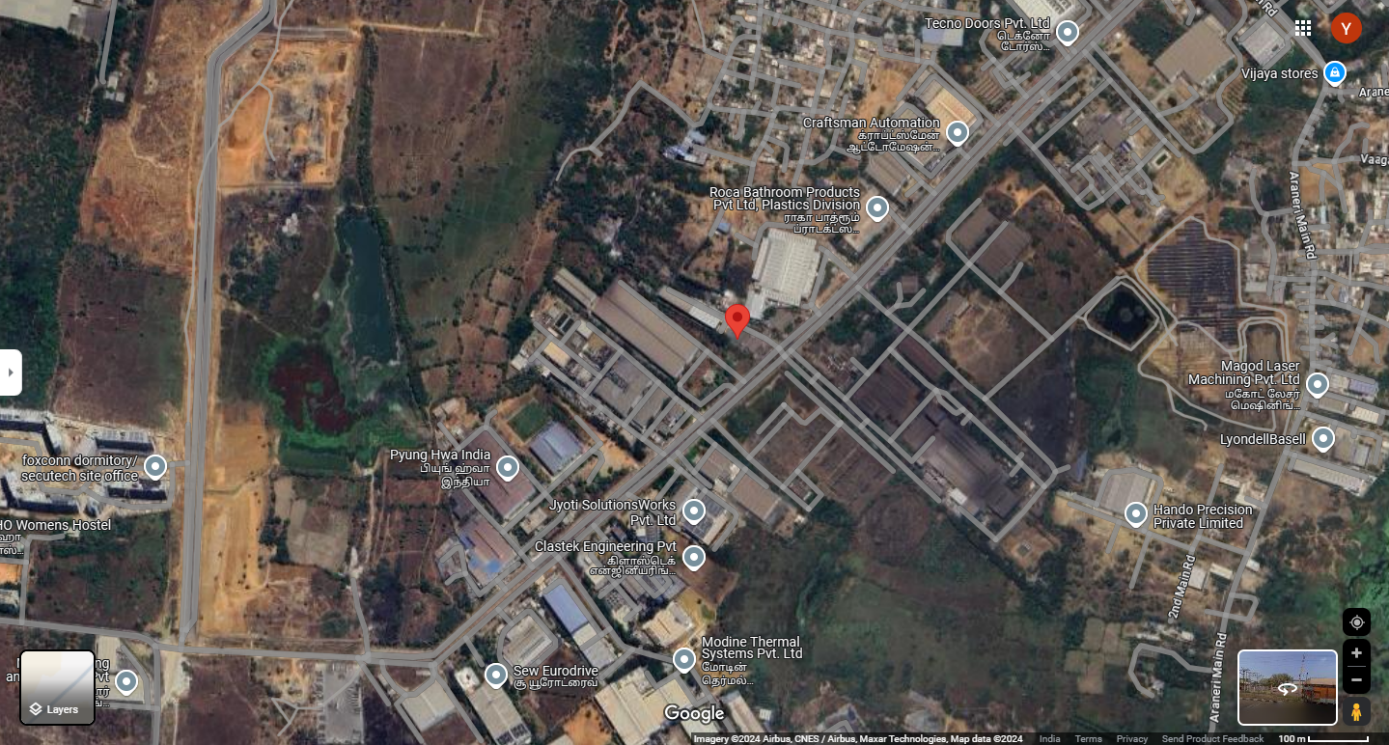 Tecno Doors Pvt. Ltd
டெக்னோ
டோர்ஸ்...
Y
Vijaya stores
Craftsman Automation
கராப்ட்ஸ்மேன்
ஆட்டோமேஷன்...
Roca Bathroom Products
Pvt Ltd, Plastics Division
ராகா பாத்ரூம்
ப்ராடக்ட்ஸ்...
Araneri Main Rd
Magod Laser
Machining Pvt. Ltd
மகோட் லேசர்
மெஷினிங்...
LyondellBasell
Pyung Hwa India
பியுங் ஹ்வா
இந்தியா
foxconn dormitory/
secutech site office
Jyoti SolutionsWorks
Pvt. Ltd
Hando Precision
Private Limited
Womens Hostel
Clastek Engineering Pvt
கிளாஸ்டெக்
என்ஜினீயரிங்...
2nd Main Rd
Modine Thermal
Systems Pvt. Ltd
மோடின்
தெர்மல்...
Sew Eurodrive
சூ யூரோட்ரைவ்
Araneri Main Rd
Layers
Google
Imagery ©2024 Airbus, CNES / Airbus, Maxar Technologies, Map data ©2024
India
Terms
Privacy
Send Product Feedback
100 m